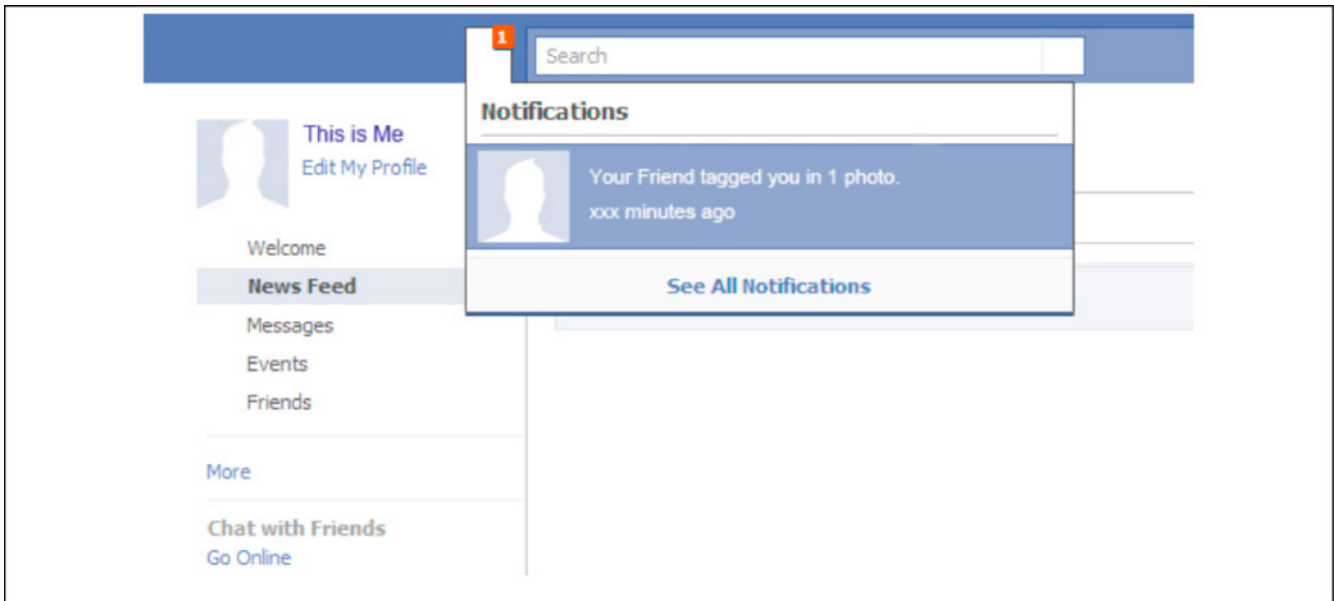 1
Search
Notifications
This is Me
Edit My Profile
Your Friend tagged you in 1 photo.
xxx minutes ago
See All Notifications
Welcome
News Feed
Messages
Events
Friends
More
Chat with Friends
Go Online